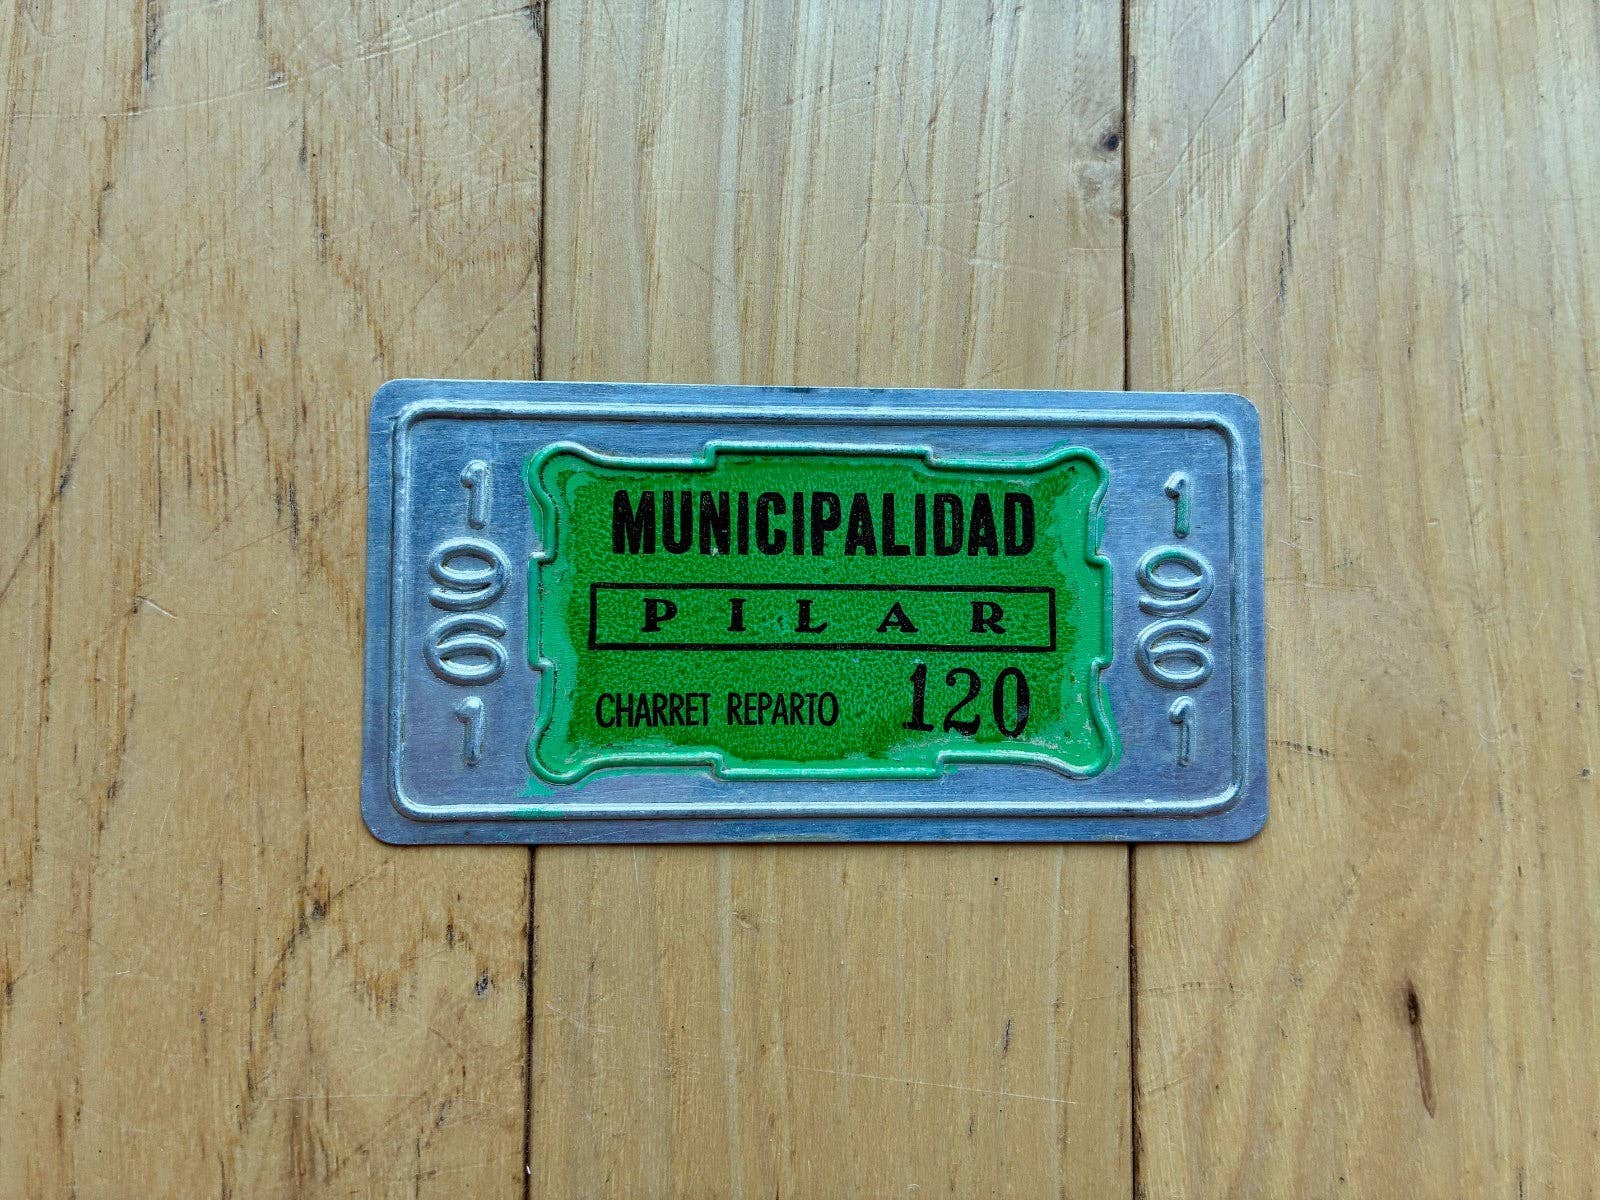 1961
MUNICIPALIDAD
PILAR
CHARRET REPARTO 120
1961